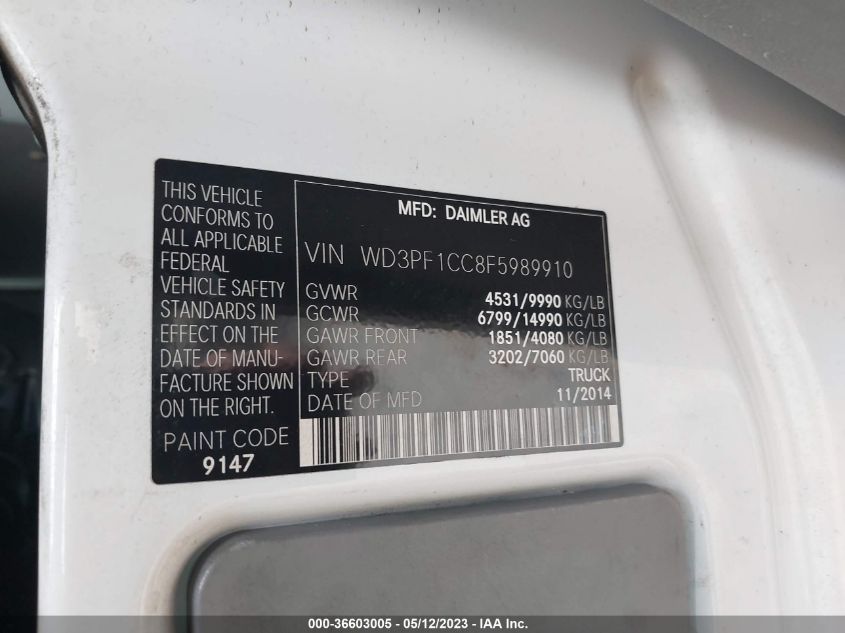 THIS VEHICLE
CONFORMS TO
ALL APPLICABLE
FEDERAL
VEHICLE SAFETY
STANDARDS IN
EFFECT ON THE
DATE OF MANU-
FACTURE SHOWN
ON THE RIGHT.
PAINT CODE
9147
MFD: DAIMLER AG
VIN WD3PF1CC8F5989910
GVWR 4531/9990 KG/LB
GCWR 6799/14990 KG/LB
GAWR FRONT 1851/4080 KG/LB
GAWR REAR 3202/7060 KG/LB
TYPE TRUCK
DATE OF MFD 11/2014
000-36603005 - 05/12/2023 - IAA Inc.